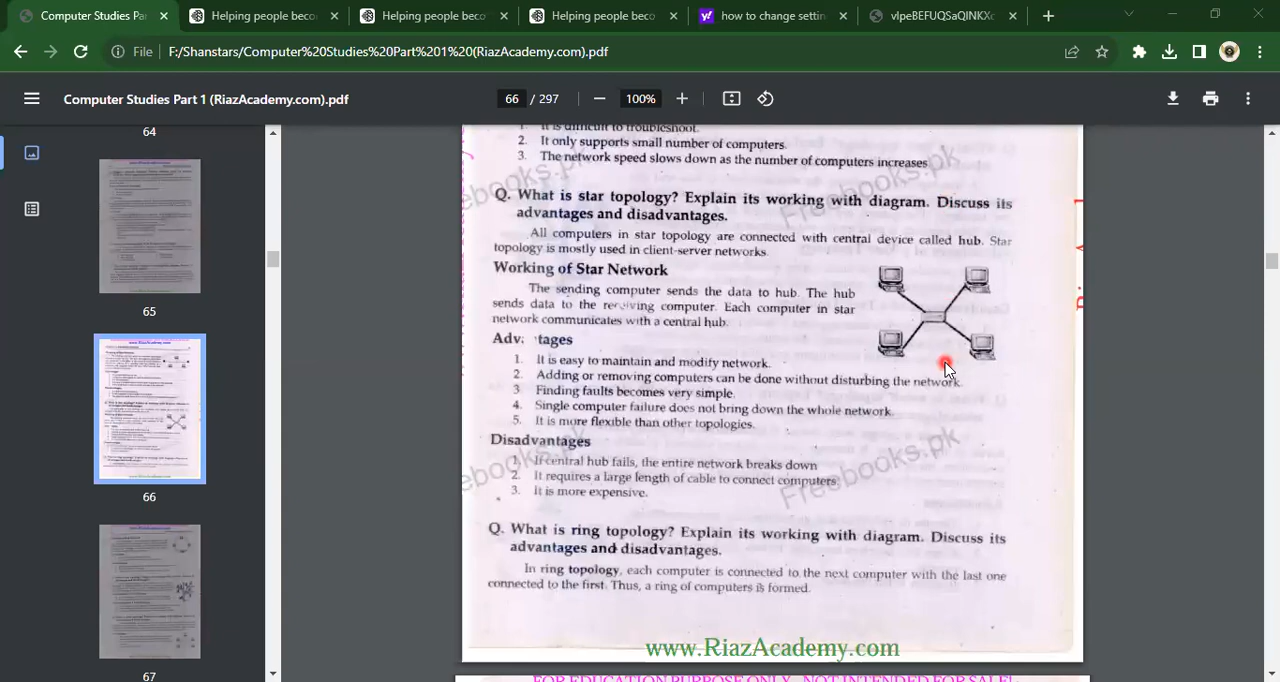 Computer Studies Par
Helping people beco
Helping people beco
Helping people beco
how to change settin
vlpeBEFUQSaQINKXc
File
F:/Shanstars/Computer%20Studies%20Part%201%20(RiazAcademy.com).pdf
Computer Studies Part 1 (RiazAcademy.com).pdf
66 / 297
100%
64
65
66
67
1. It is difficult to troubleshoot.
2. It only supports small number of computers.
3. The network speed slows down as the number of computers increases
Q. What is star topology? Explain its working with diagram. Discuss its
advantages and disadvantages.
All computers in star topology are connected with central device called hub. Star
topology is mostly used in client-server networks.
Working of Star Network
The sending computer sends the data to hub. The hub
sends data to the receiving computer. Each computer in star
network communicates with a central hub.
Adv. tages
1. It is easy to maintain and modify network.
2. Adding or removing computers can be done without disturbing the network.
3. Finding faults becomes very simple.
4. Single computer failure does not bring down the whole network.
5. It is more flexible than other topologies.
Disadvantages
1. If central hub fails, the entire network breaks down
2. It requires a large length of cable to connect computers.
3. It is more expensive.
Q. What is ring topology? Explain its working with diagram. Discuss its
advantages and disadvantages.
In ring topology, each computer is connected to the next computer with the last one
connected to the first. Thus, a ring of computers is formed.
Freebooks.pk
Freebooks.pk
www.RiazAcademy.com
FOR EDUCATION PURPOSE ONLY. NOT INTENDED FOR SALE!